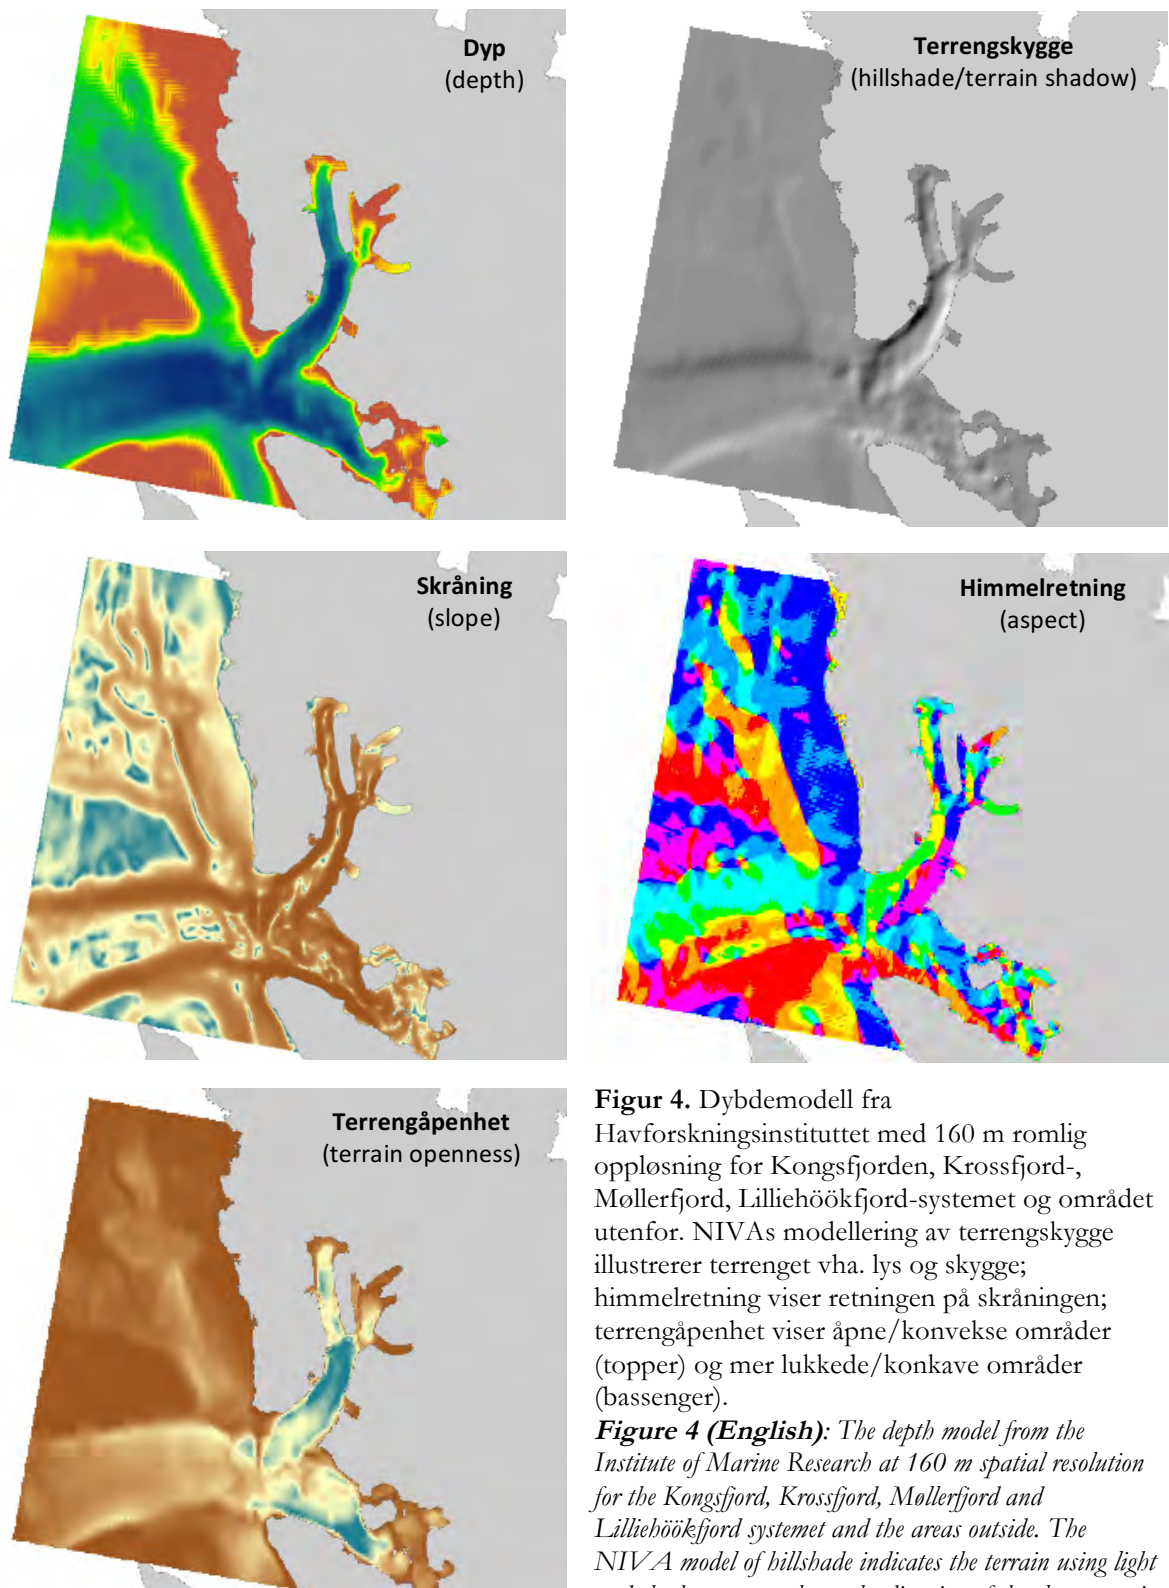 Dyp
(depth)
Terrengskygge
(hillshade/terrain shadow)
Skråning
(slope)
Himmelretning
(aspect)
Terrengåpenhet
(terrain openness)
Figur 4. Dybdemodell fra
Havforskningsinstituttet med 160 m romlig
oppløsning for Kongsfjorden, Krossfjord-,
Møllerfjord, Lilliehöökfjord-systemet og området
utenfor. NIVAs modellering av terrengskygge
illustrerer terrenget vha. lys og skygge;
himmelretning viser retningen på skråningen;
terrengåpenhet viser åpne/konvekse områder
(topper) og mer lukkede/konkave områder
(bassenger).
Figure 4 (English): The depth model from the
Institute of Marine Research at 160 m spatial resolution
for the Kongsfjord, Krossfjord, Møllerfjord and
Lilliehöökfjord systemet and the areas outside. The
NIVA model of hillshade indicates the terrain using light